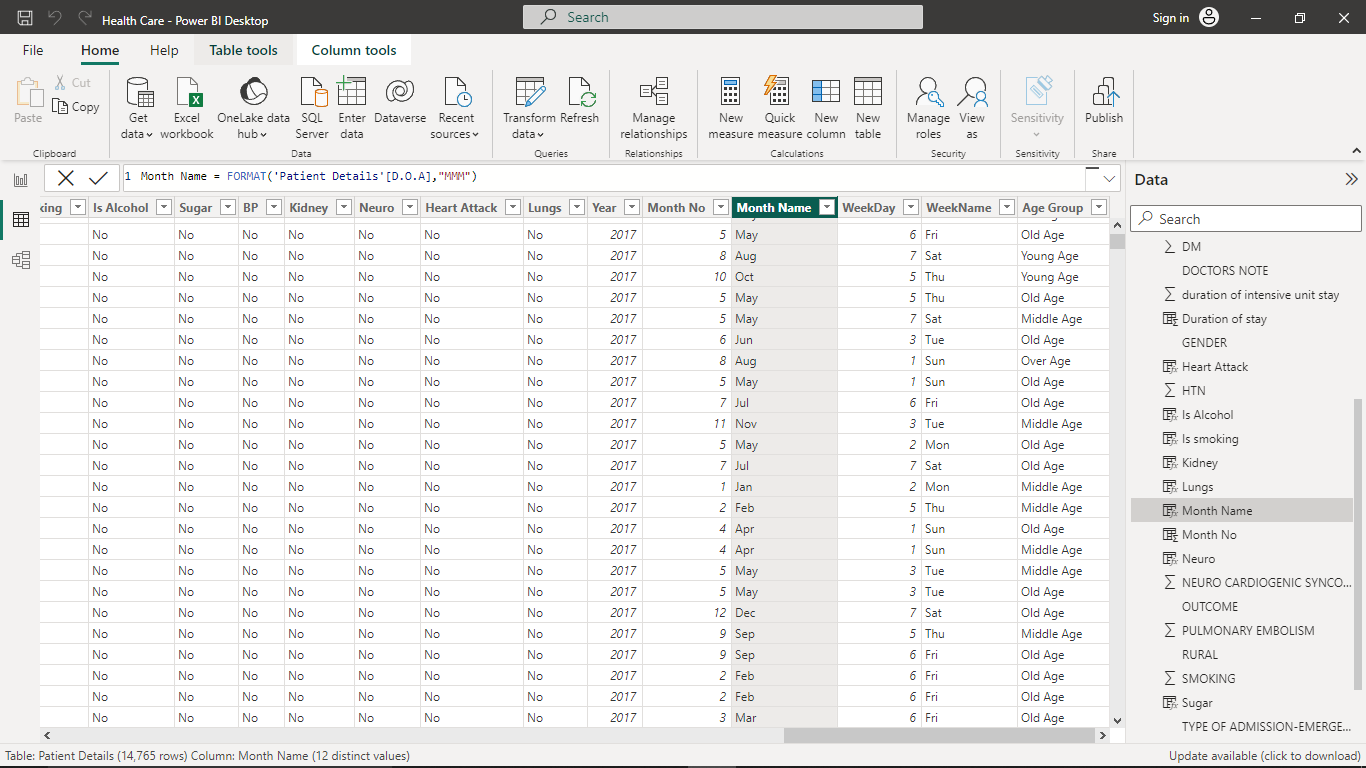 Health Care - Power BI Desktop
Search
Sign in
File Home Help Table tools Column tools
Paste
Cut
Copy
Clipboard
Get data
Excel workbook
OneLake data hub
SQL Server
Enter data
Dataverse
Recent sources
Data
Transform data
Refresh
Queries
Manage relationships
Relationships
New measure
Quick measure
New column
New table
Calculations
Manage roles
View as
Security
Sensitivity
Sensitivity
Publish
Share
1 Month Name = FORMAT('Patient Details'[D.O.A],"MMM")
king Is Alcohol Sugar BP Kidney Neuro Heart Attack Lungs Year Month No Month Name WeekDay WeekName Age Group
No No No No No No No 2017 5 May 6 Fri Old Age
No No No No No No No 2017 8 Aug 7 Sat Young Age
No No No No No No No 2017 10 Oct 5 Thu Young Age
No No No No No No No 2017 5 May 5 Thu Old Age
No No No No No No No 2017 5 May 7 Sat Middle Age
No No No No No No No 2017 6 Jun 3 Tue Old Age
No No No No No No No 2017 8 Aug 1 Sun Over Age
No No No No No No No 2017 5 May 1 Sun Old Age
No No No No No No No 2017 7 Jul 6 Fri Old Age
No No No No No No No 2017 11 Nov 3 Tue Middle Age
No No No No No No No 2017 5 May 2 Mon Old Age
No No No No No No No 2017 7 Jul 7 Sat Old Age
No No No No No No No 2017 1 Jan 2 Mon Middle Age
No No No No No No No 2017 2 Feb 5 Thu Middle Age
No No No No No No No 2017 4 Apr 1 Sun Old Age
No No No No No No No 2017 4 Apr 1 Sun Middle Age
No No No No No No No 2017 5 May 3 Tue Middle Age
No No No No No No No 2017 5 May 3 Tue Old Age
No No No No No No No 2017 12 Dec 7 Sat Old Age
No No No No No No No 2017 9 Sep 5 Thu Middle Age
No No No No No No No 2017 9 Sep 6 Fri Old Age
No No No No No No No 2017 2 Feb 6 Fri Old Age
No No No No No No No 2017 2 Feb 6 Fri Old Age
No No No No No No No 2017 3 Mar 6 Fri Old Age
Data
Search
DM
DOCTORS NOTE
duration of intensive unit stay
Duration of stay
GENDER
Heart Attack
HTN
Is Alcohol
Is smoking
Kidney
Lungs
Month Name
Month No
Neuro
NEURO CARDIOGENIC SYNCO...
OUTCOME
PULMONARY EMBOLISM
RURAL
SMOKING
Sugar
TYPE OF ADMISSION-EMERGE...
Table: Patient Details (14,765 rows) Column: Month Name (12 distinct values)
Update available (click to download)